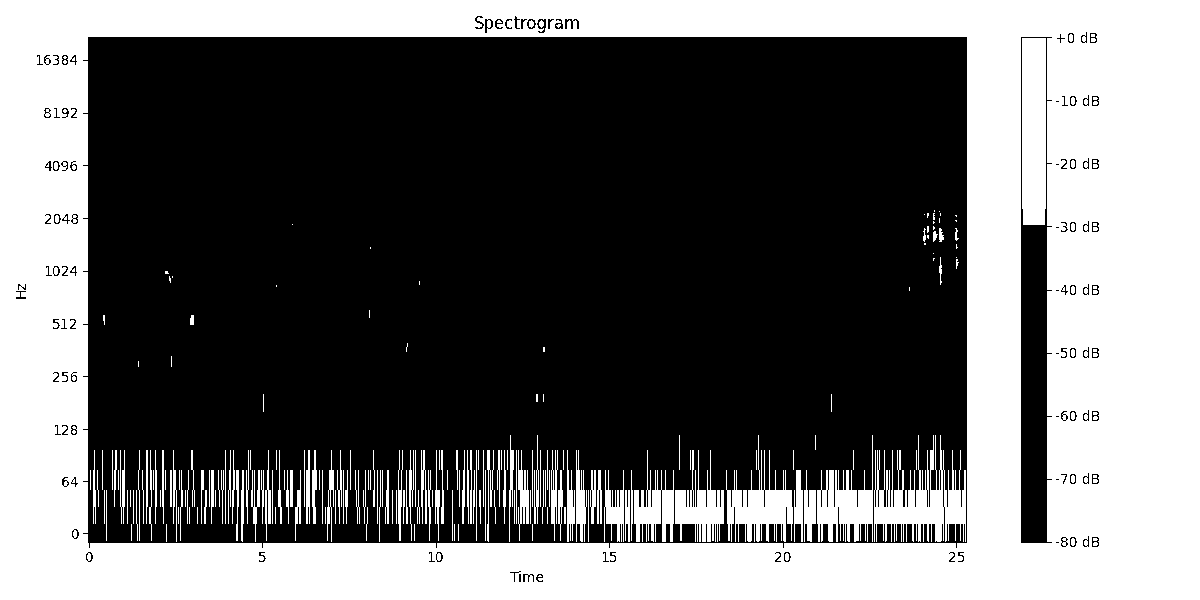 Spectrogram
16384
8192
4096
2048
1024
512
256
128
64
0
Hz
0
5
10
15
20
25
Time
+0 dB
-10 dB
-20 dB
-30 dB
-40 dB
-50 dB
-60 dB
-70 dB
-80 dB